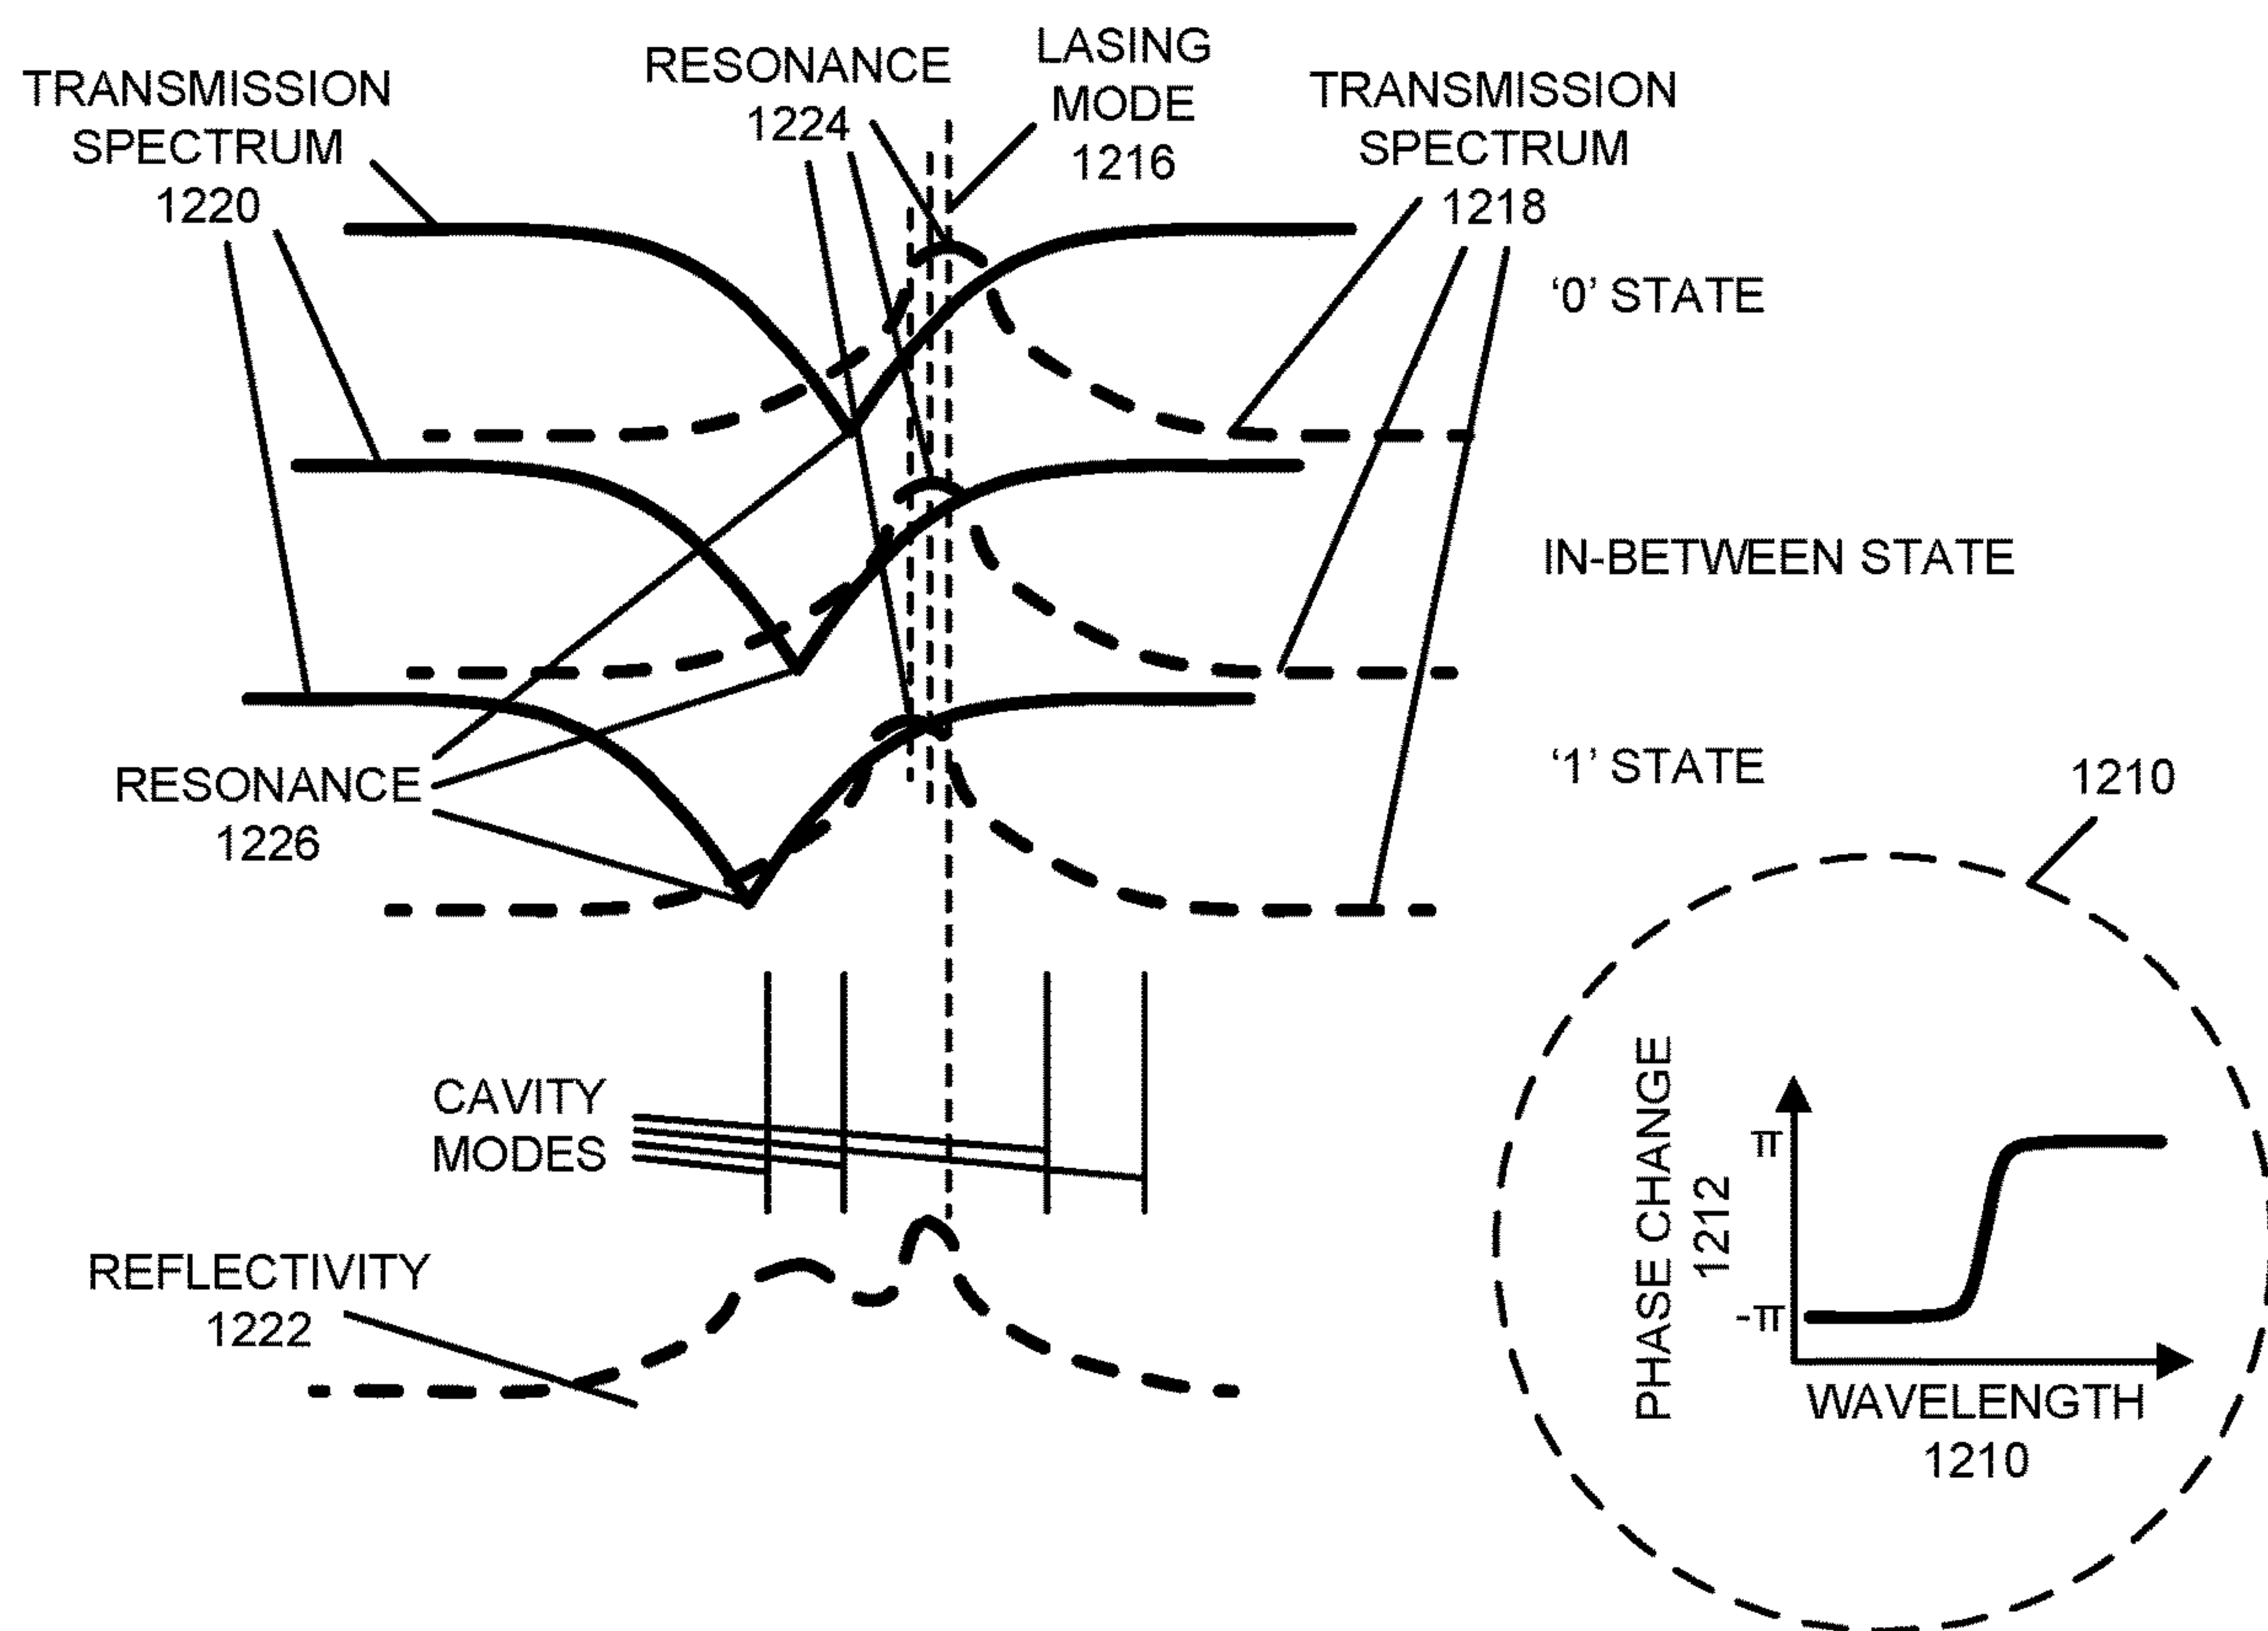 TRANSMISSION
SPECTRUM
1220
RESONANCE
1224
LASING
MODE
1216
TRANSMISSION
SPECTRUM
1218
‘0’ STATE
IN-BETWEEN STATE
‘1’ STATE
RESONANCE
1226
1210
CAVITY
MODES
REFLECTIVITY
1222
PHASE CHANGE
1212
π
-π
WAVELENGTH
1210